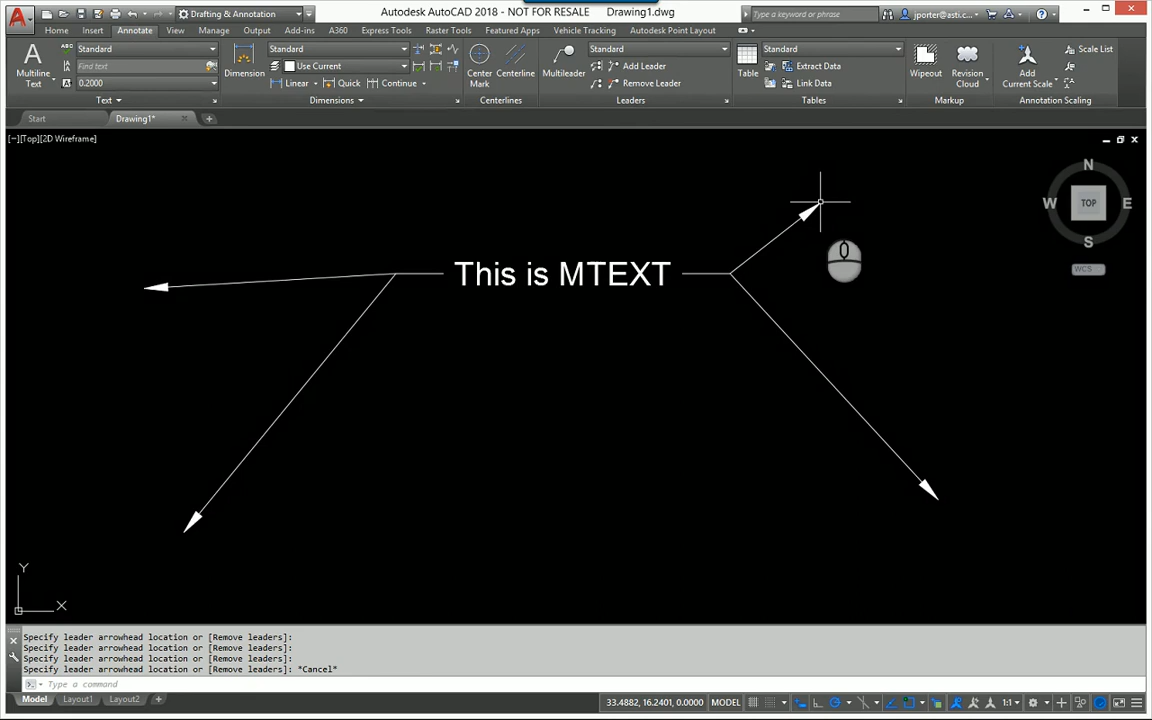 Drafting & Annotation
Autodesk AutoCAD 2018 - NOT FOR RESALE Drawing1.dwg
Type a keyword or phrase
jporter@asti.c...
Home Insert Annotate View Manage Output Add-ins A360 Express Tools Raster Tools Featured Apps Vehicle Tracking Autodesk Point Layout
Multiline
Text
Standard
Find text
0.2000
Text
Dimension
Standard
Use Current
Linear Quick Continue
Dimensions
Center
Mark
Centerline
Centerlines
Multileader
Standard
Add Leader
Remove Leader
Leaders
Table
Standard
Extract Data
Link Data
Tables
Wipeout
Revision
Cloud
Markup
Add
Current Scale
Scale List
Annotation Scaling
Start Drawing1* +
[−][Top][2D Wireframe]
N
W TOP E
S
WCS
This is MTEXT
Y
X
Specify leader arrowhead location or [Remove leaders]:
Specify leader arrowhead location or [Remove leaders]:
Specify leader arrowhead location or [Remove leaders]:
Specify leader arrowhead location or [Remove leaders]: *Cancel*
Type a command
Model Layout1 Layout2 +
33.4882, 16.2401, 0.0000 MODEL 1:1